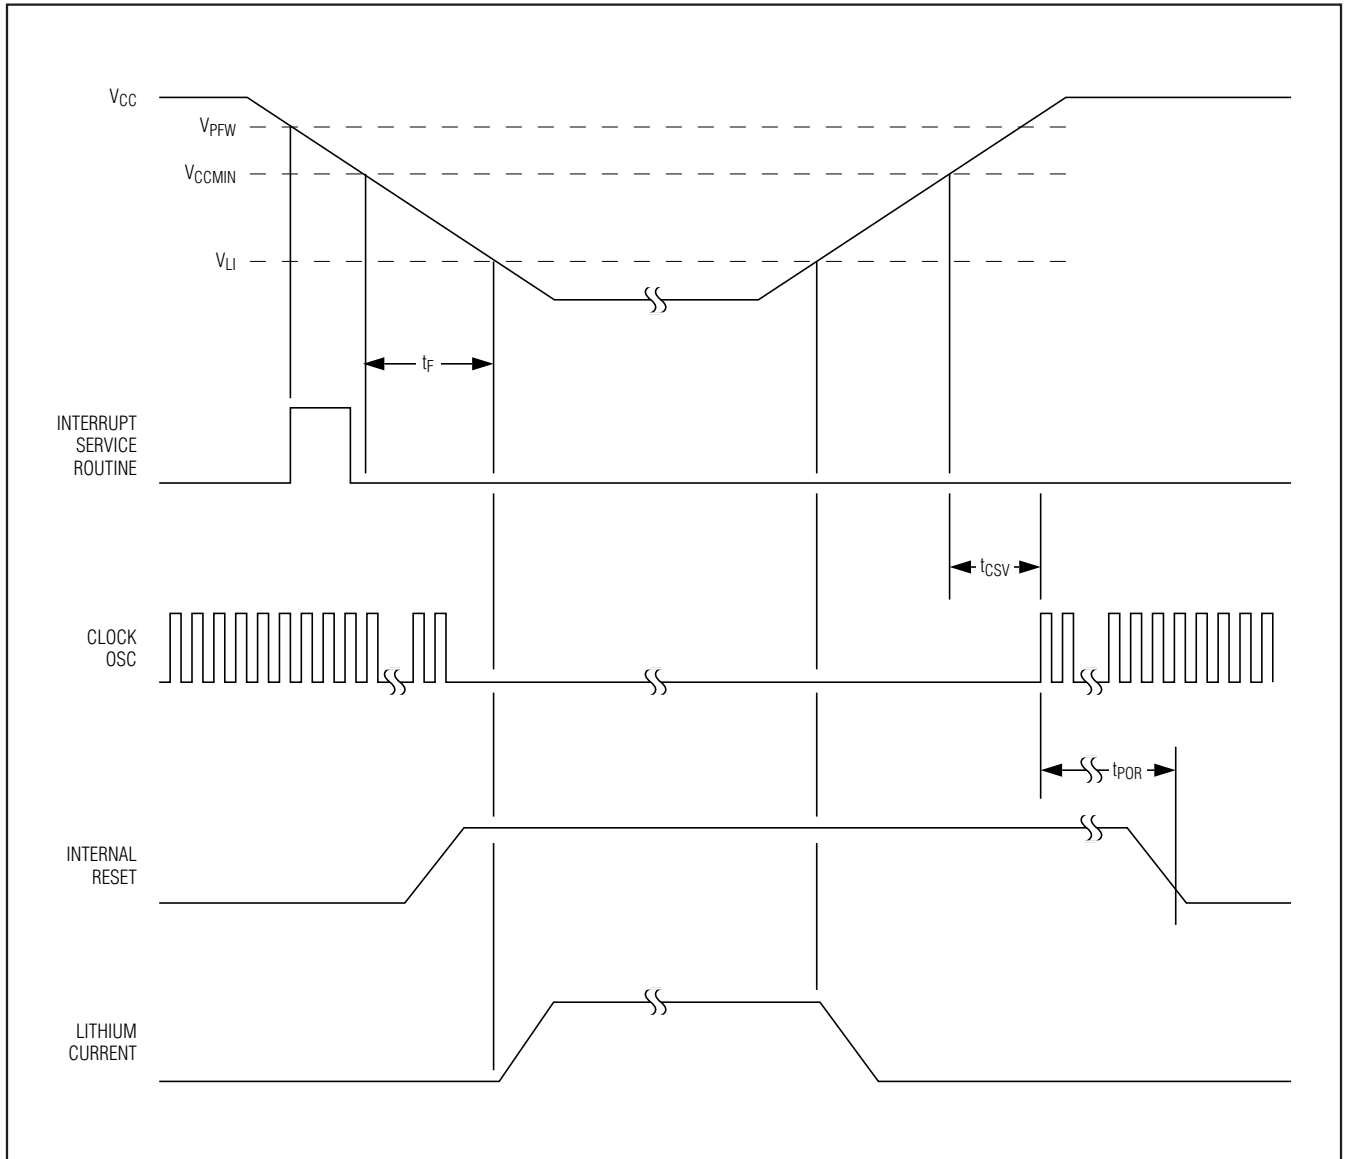 VCC
VPFW
VCCMIN
VLI
tF
INTERRUPT
SERVICE
ROUTINE
tCSV
CLOCK
OSC
tPOR
INTERNAL
RESET
LITHIUM
CURRENT